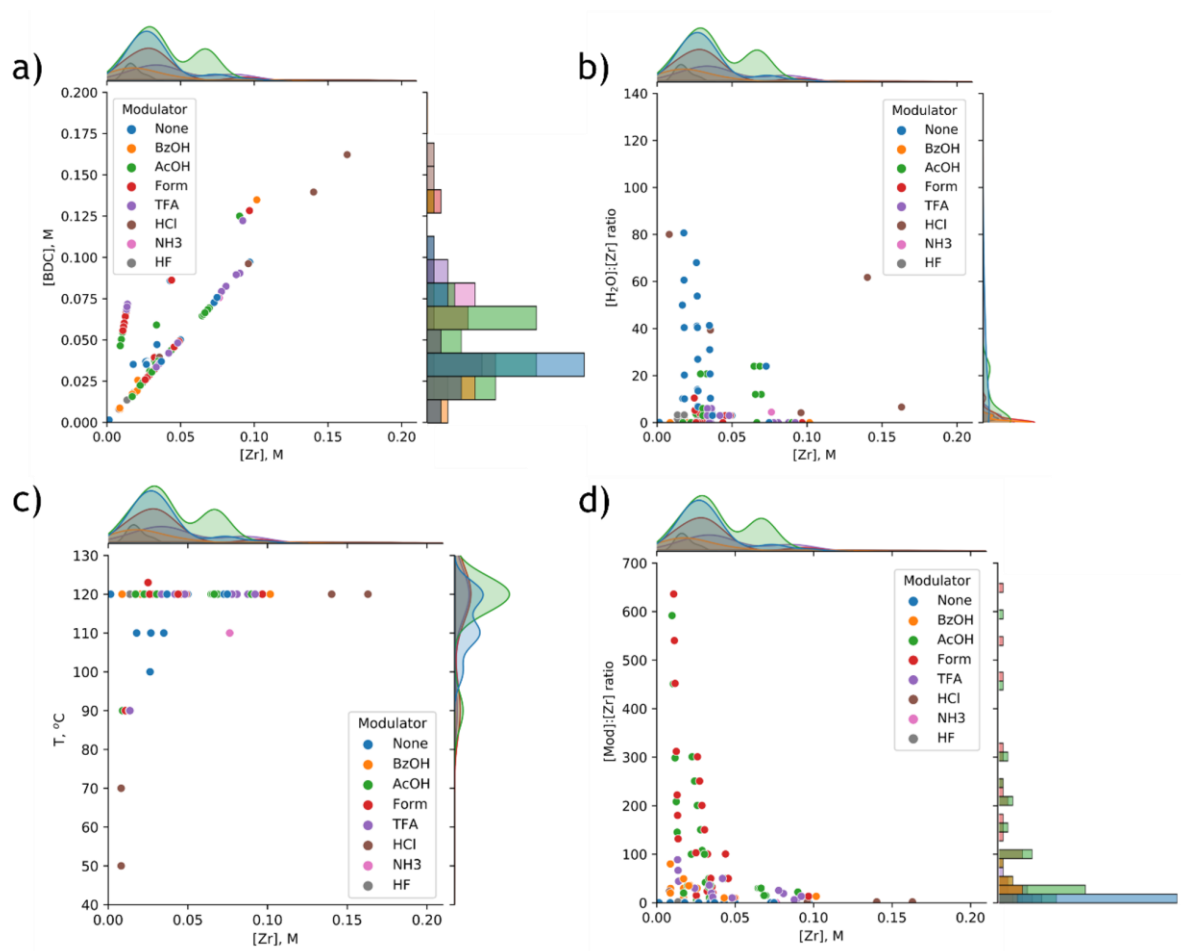 a)
[BDC], M
0.200
0.175
0.150
0.125
0.100
0.075
0.050
0.025
0.000
Modulator
None
BzOH
AcOH
Form
TFA
HCl
NH3
HF
0.00 0.05 0.10 0.15 0.20
[Zr], M
b)
[H₂O]:[Zr] ratio
140
120
100
80
60
40
20
0
Modulator
None
BzOH
AcOH
Form
TFA
HCl
NH3
HF
0.00 0.05 0.10 0.15 0.20
[Zr], M
c)
T, °C
130
120
110
100
90
80
70
60
50
40
Modulator
None
BzOH
AcOH
Form
TFA
HCl
NH3
HF
0.00 0.05 0.10 0.15 0.20
[Zr], M
d)
[Mod]:[Zr] ratio
700
600
500
400
300
200
100
0
Modulator
None
BzOH
AcOH
Form
TFA
HCl
NH3
HF
0.00 0.05 0.10 0.15 0.20
[Zr], M